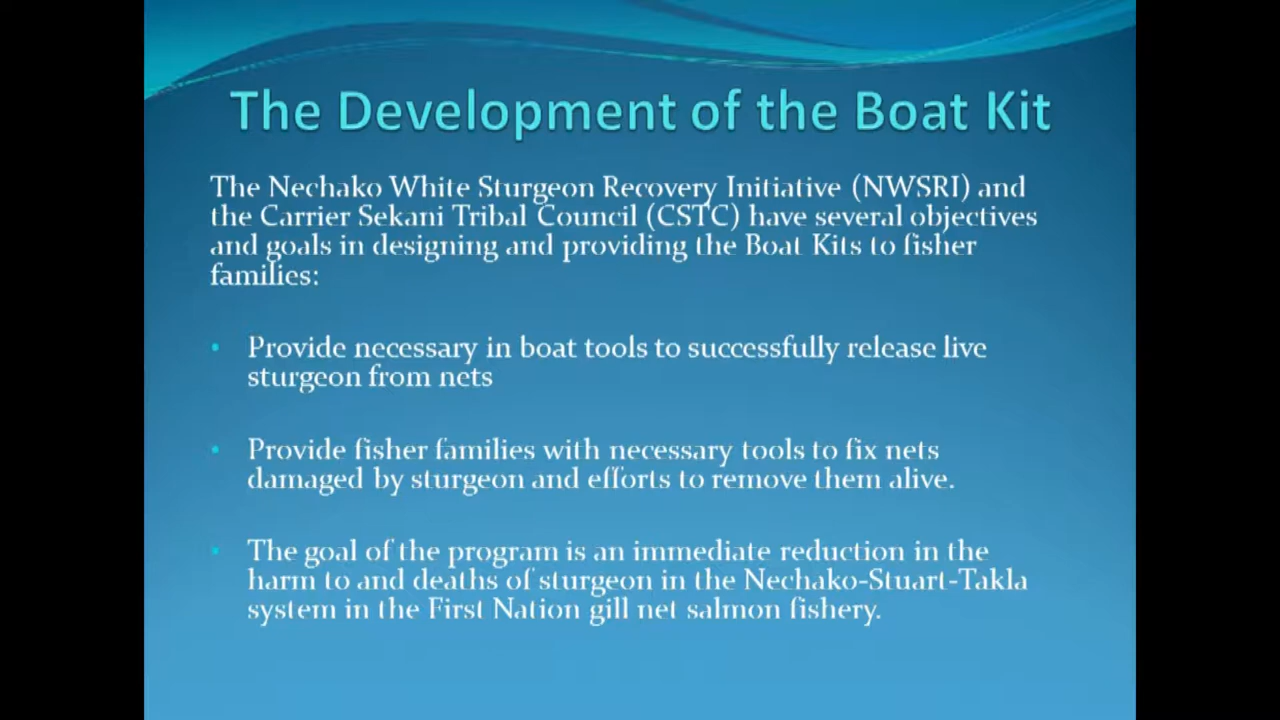 The Development of the Boat Kit
The Nechako White Sturgeon Recovery Initiative (NWSRI) and
the Carrier Sekani Tribal Council (CSTC) have several objectives
and goals in designing and providing the Boat Kits to fisher
families:
• Provide necessary in boat tools to successfully release live
sturgeon from nets
• Provide fisher families with necessary tools to fix nets
damaged by sturgeon and efforts to remove them alive.
• The goal of the program is an immediate reduction in the
harm to and deaths of sturgeon in the Nechako-Stuart-Takla
system in the First Nation gill net salmon fishery.